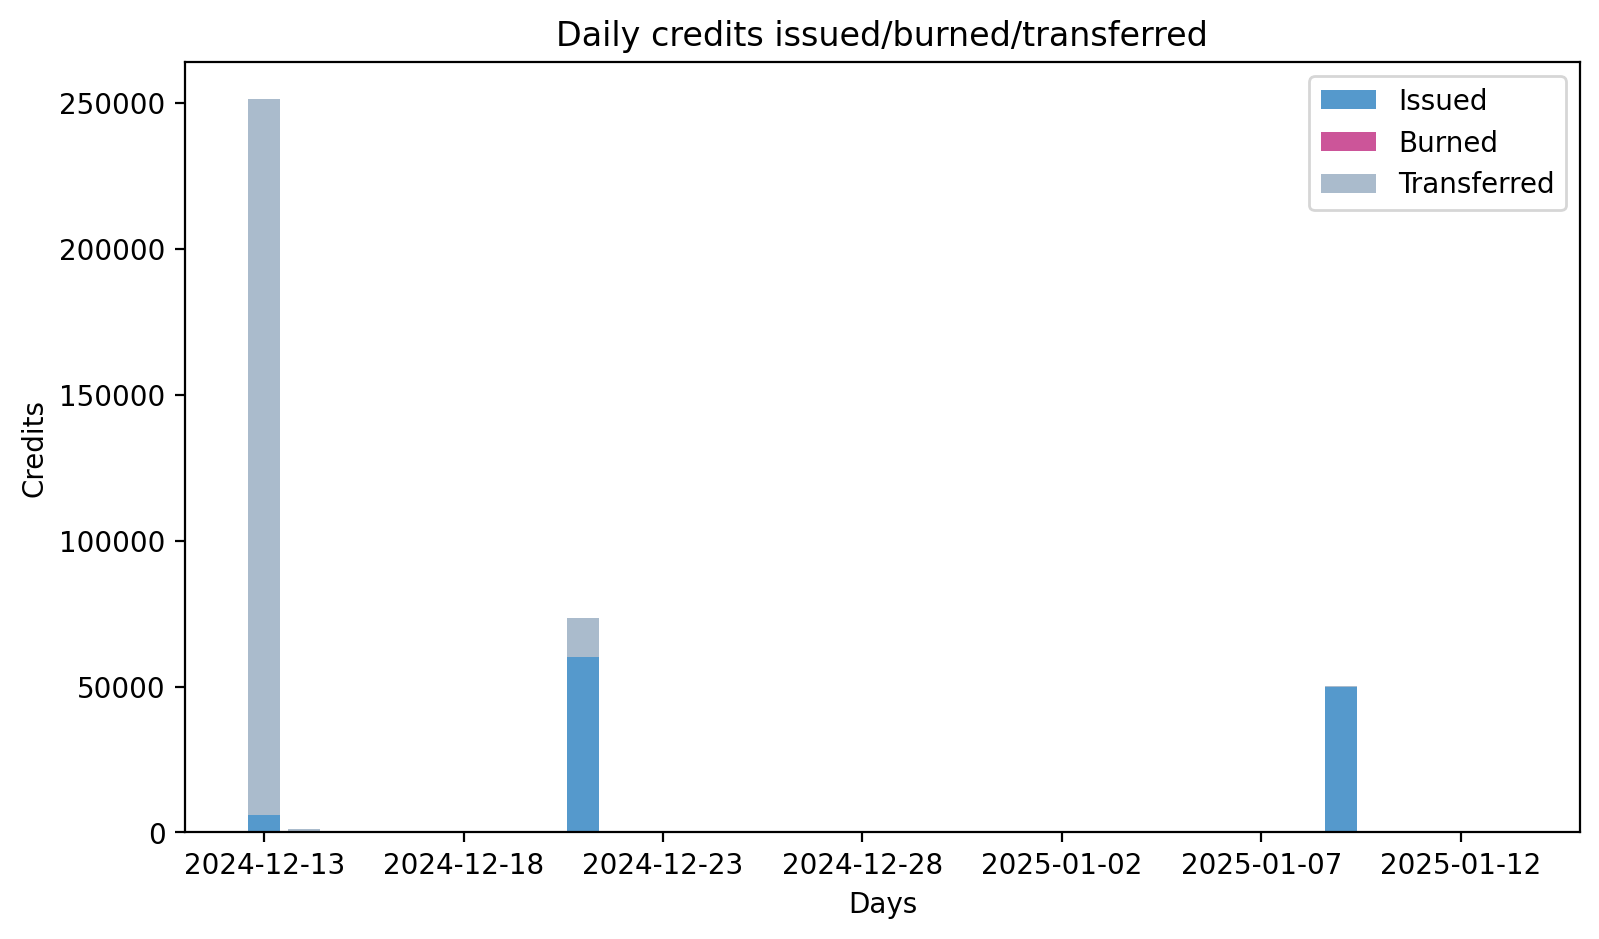 Daily credits issued/burned/transferred
Issued
Burned
Transferred
250000
200000
150000
100000
50000
0
Credits
2024-12-13
2024-12-18
2024-12-23
2024-12-28
2025-01-02
2025-01-07
2025-01-12
Days